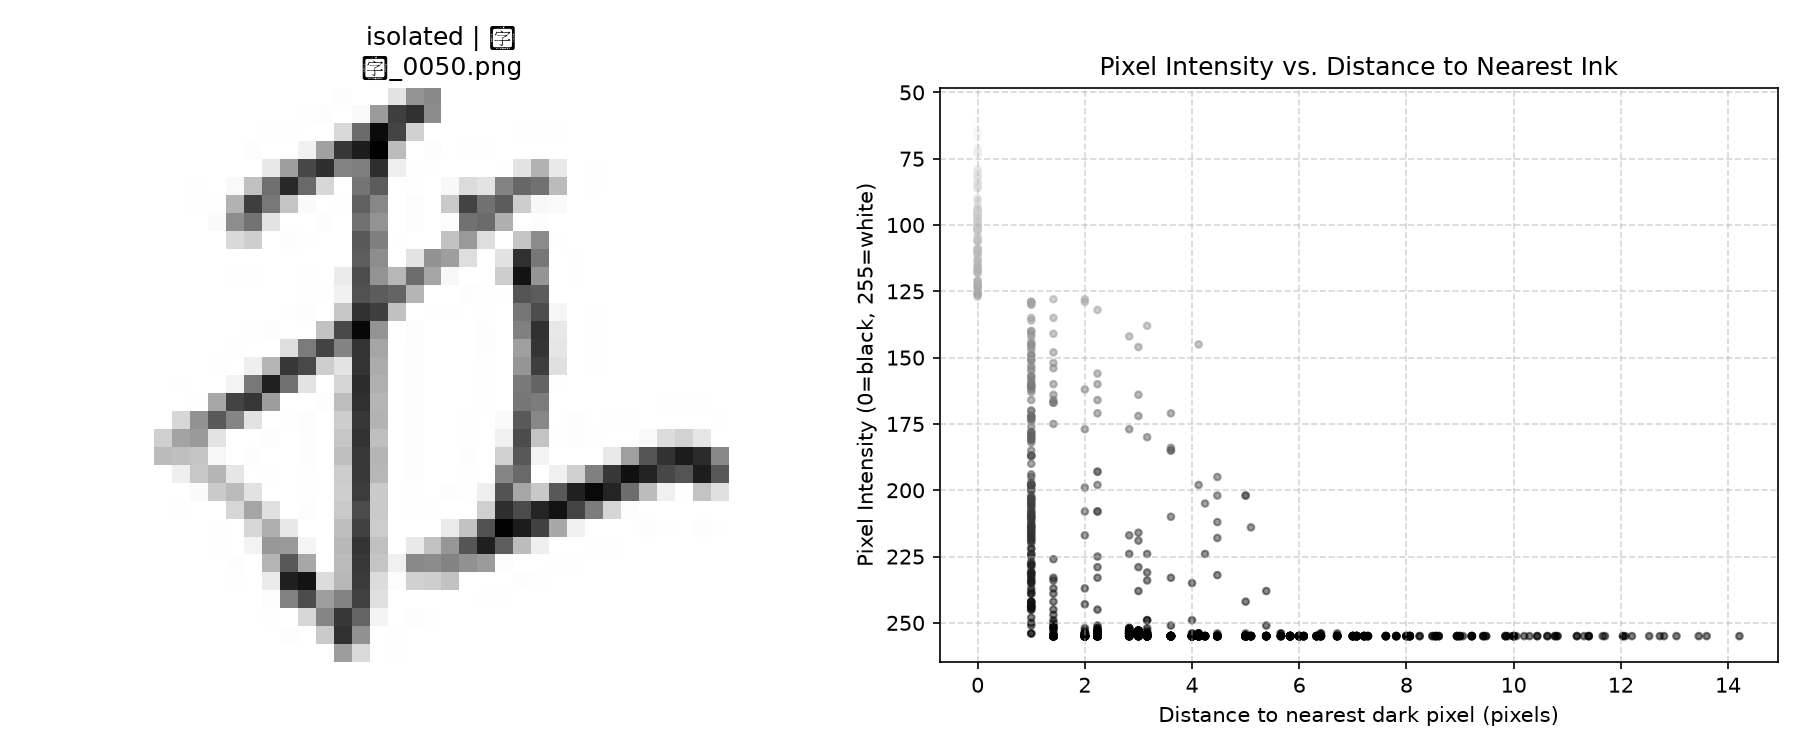 isolated |
_0050.png
Pixel Intensity vs. Distance to Nearest Ink
Pixel Intensity (0=black, 255=white)
50
75
100
125
150
175
200
225
250
0 2 4 6 8 10 12 14
Distance to nearest dark pixel (pixels)